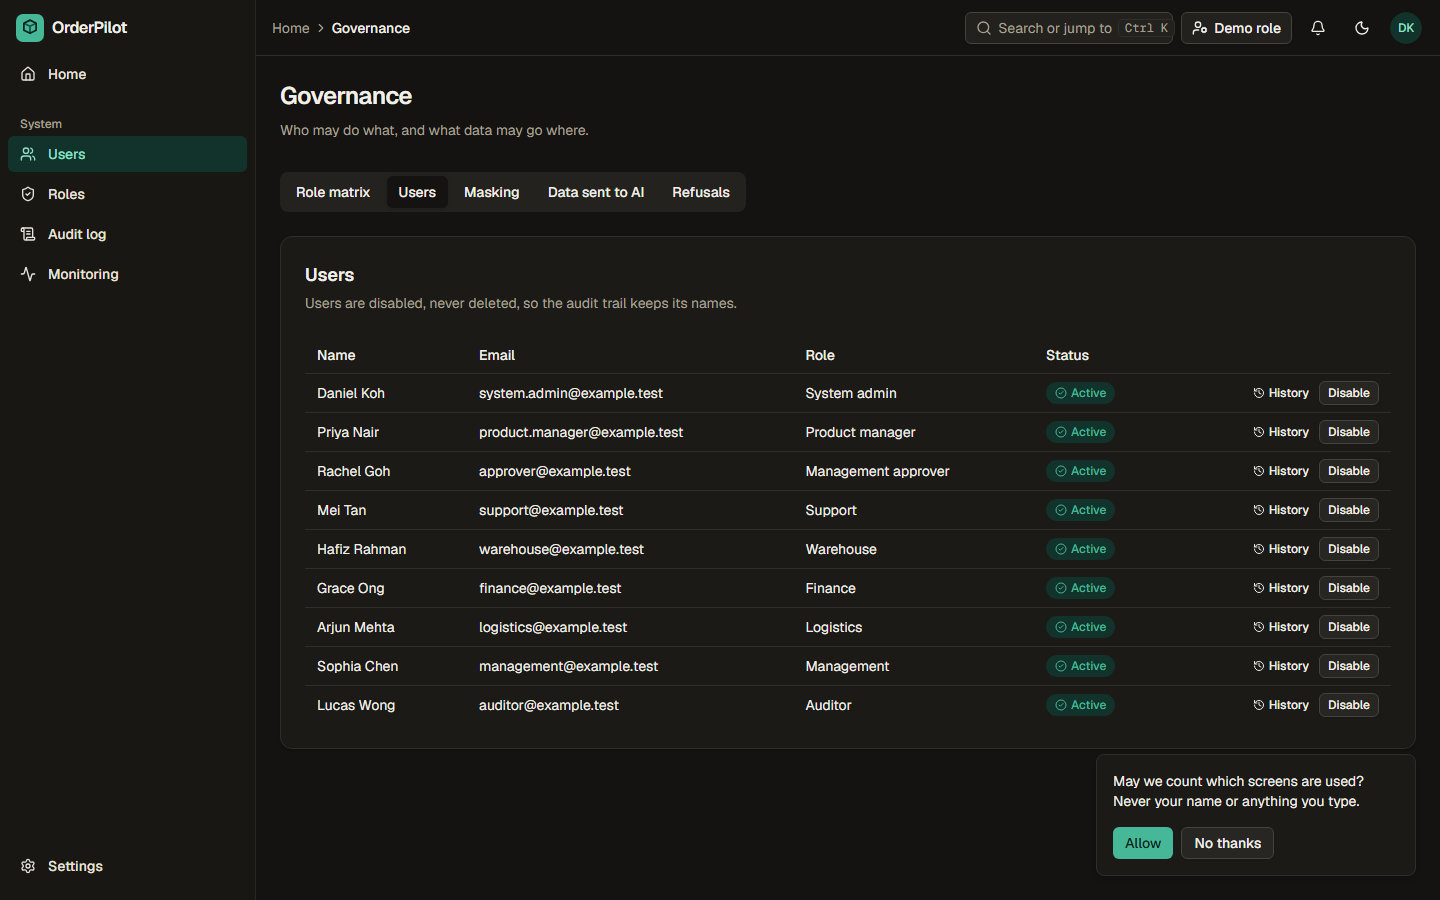 OrderPilot
Home
System
Users
Roles
Audit log
Monitoring
Settings
Home > Governance
Search or jump to Ctrl K
Demo role
DK
Governance
Who may do what, and what data may go where.
Role matrix Users Masking Data sent to AI Refusals
Users
Users are disabled, never deleted, so the audit trail keeps its names.
Name Email Role Status
Daniel Koh system.admin@example.test System admin Active History Disable
Priya Nair product.manager@example.test Product manager Active History Disable
Rachel Goh approver@example.test Management approver Active History Disable
Mei Tan support@example.test Support Active History Disable
Hafiz Rahman warehouse@example.test Warehouse Active History Disable
Grace Ong finance@example.test Finance Active History Disable
Arjun Mehta logistics@example.test Logistics Active History Disable
Sophia Chen management@example.test Management Active History Disable
Lucas Wong auditor@example.test Auditor Active History Disable
May we count which screens are used?
Never your name or anything you type.
Allow No thanks